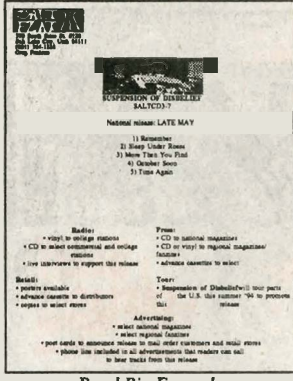 SUSPENSION OF DISBELIEF
SALTCD3-7
National release: LATE MAY
1) Remember
2) Sleep Under Roses
3) More Than You Find
4) October Soon
5) Time Again
Radio:
• vinyl to college
stations
• CD to select commercial and college
stations
• live interviews to support this release
Press:
• CD to national magazines
• CD or vinyl to regional magazines/
fanzines
• advance cassettes to select
Retail:
• posters available
• advance cassette to distributors
• copies to select stores
Tour:
• Suspension of Disbelief will tour parts
of the U.S. this summer '94 to promote
this release
Advertising:
• select national magazines
• select regional fanzines
• post cards to announce release to mail order customers and retail stores
• phone line included in all advertisements that readers can call
to hear tracks from this release